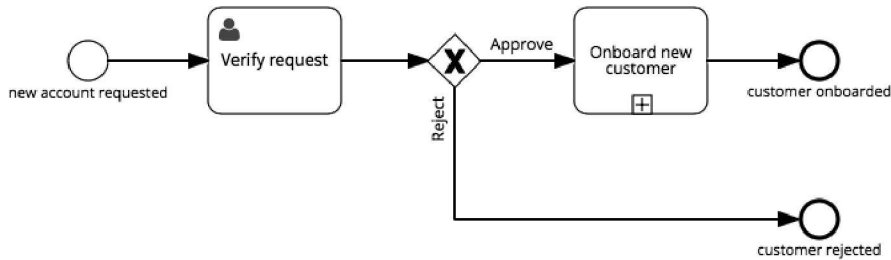 new account requested
Verify request
Approve
Reject
Onboard new
customer
customer onboarded
customer rejected